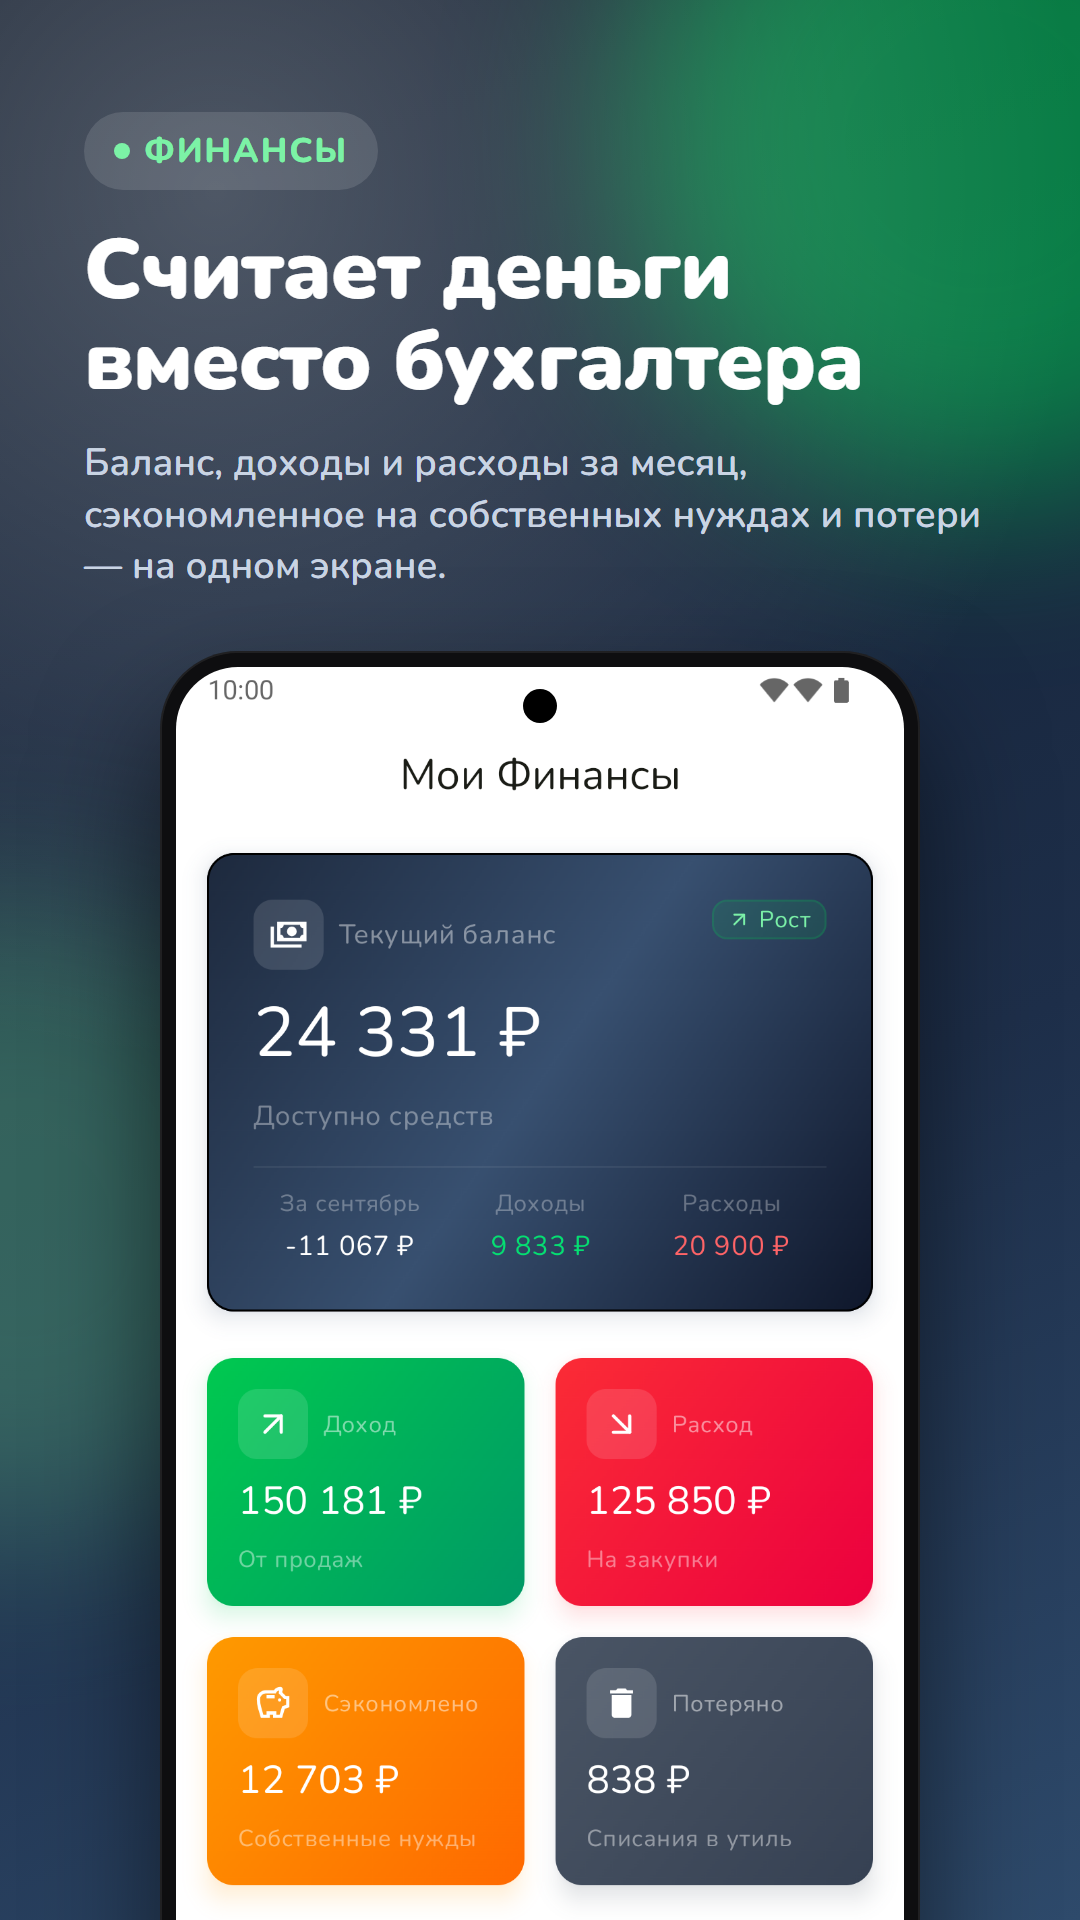 ФИНАНСЫ
Считает деньги
вместо бухгалтера
Баланс, доходы и расходы за месяц,
сэкономленное на собственных нуждах и потери
— на одном экране.
10:00
Мои Финансы
Текущий баланс
Рост
24 331 ₽
Доступно средств
За сентябрь Доходы Расходы
-11 067 ₽ 9 833 ₽ 20 900 ₽
Доход
150 181 ₽
От продаж
Расход
125 850 ₽
На закупки
Сэкономлено
12 703 ₽
Собственные нужды
Потеряно
838 ₽
Списания в утиль